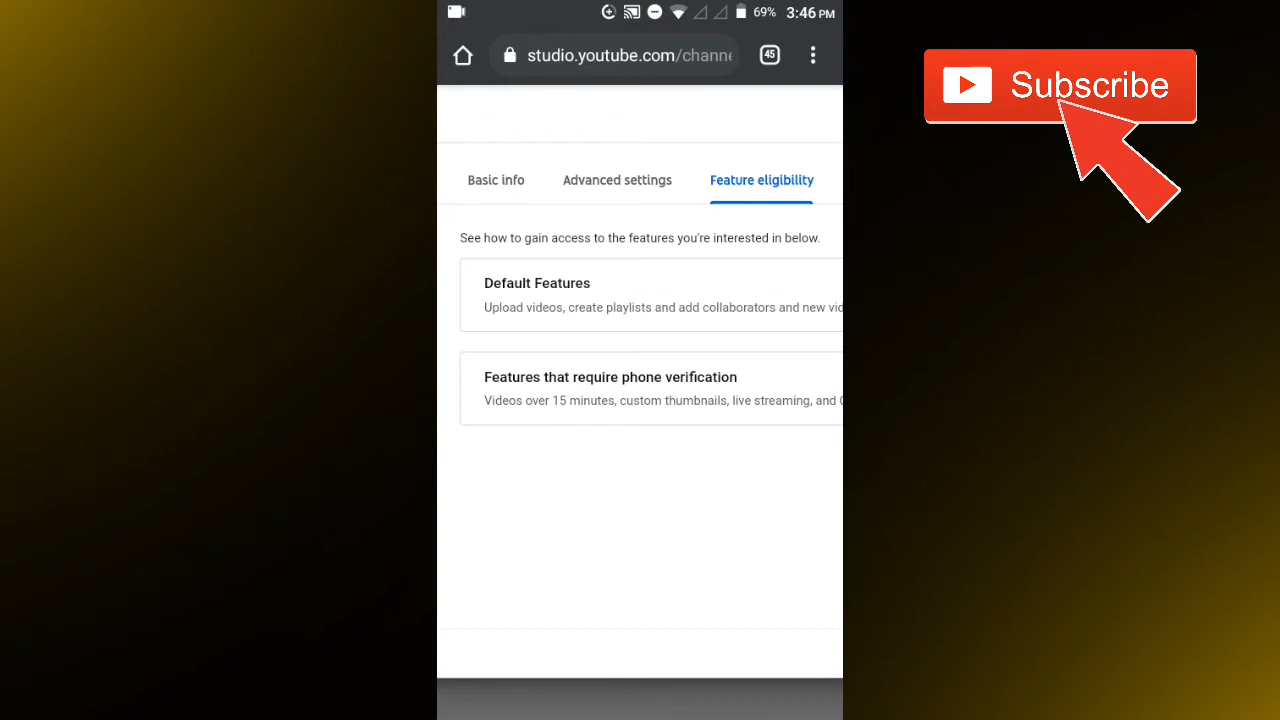 69% 3:46 PM
studio.youtube.com/channe
45
Subscribe
Basic info Advanced settings Feature eligibility
See how to gain access to the features you're interested in below.
Default Features
Upload videos, create playlists and add collaborators and new vid
Features that require phone verification
Videos over 15 minutes, custom thumbnails, live streaming, and